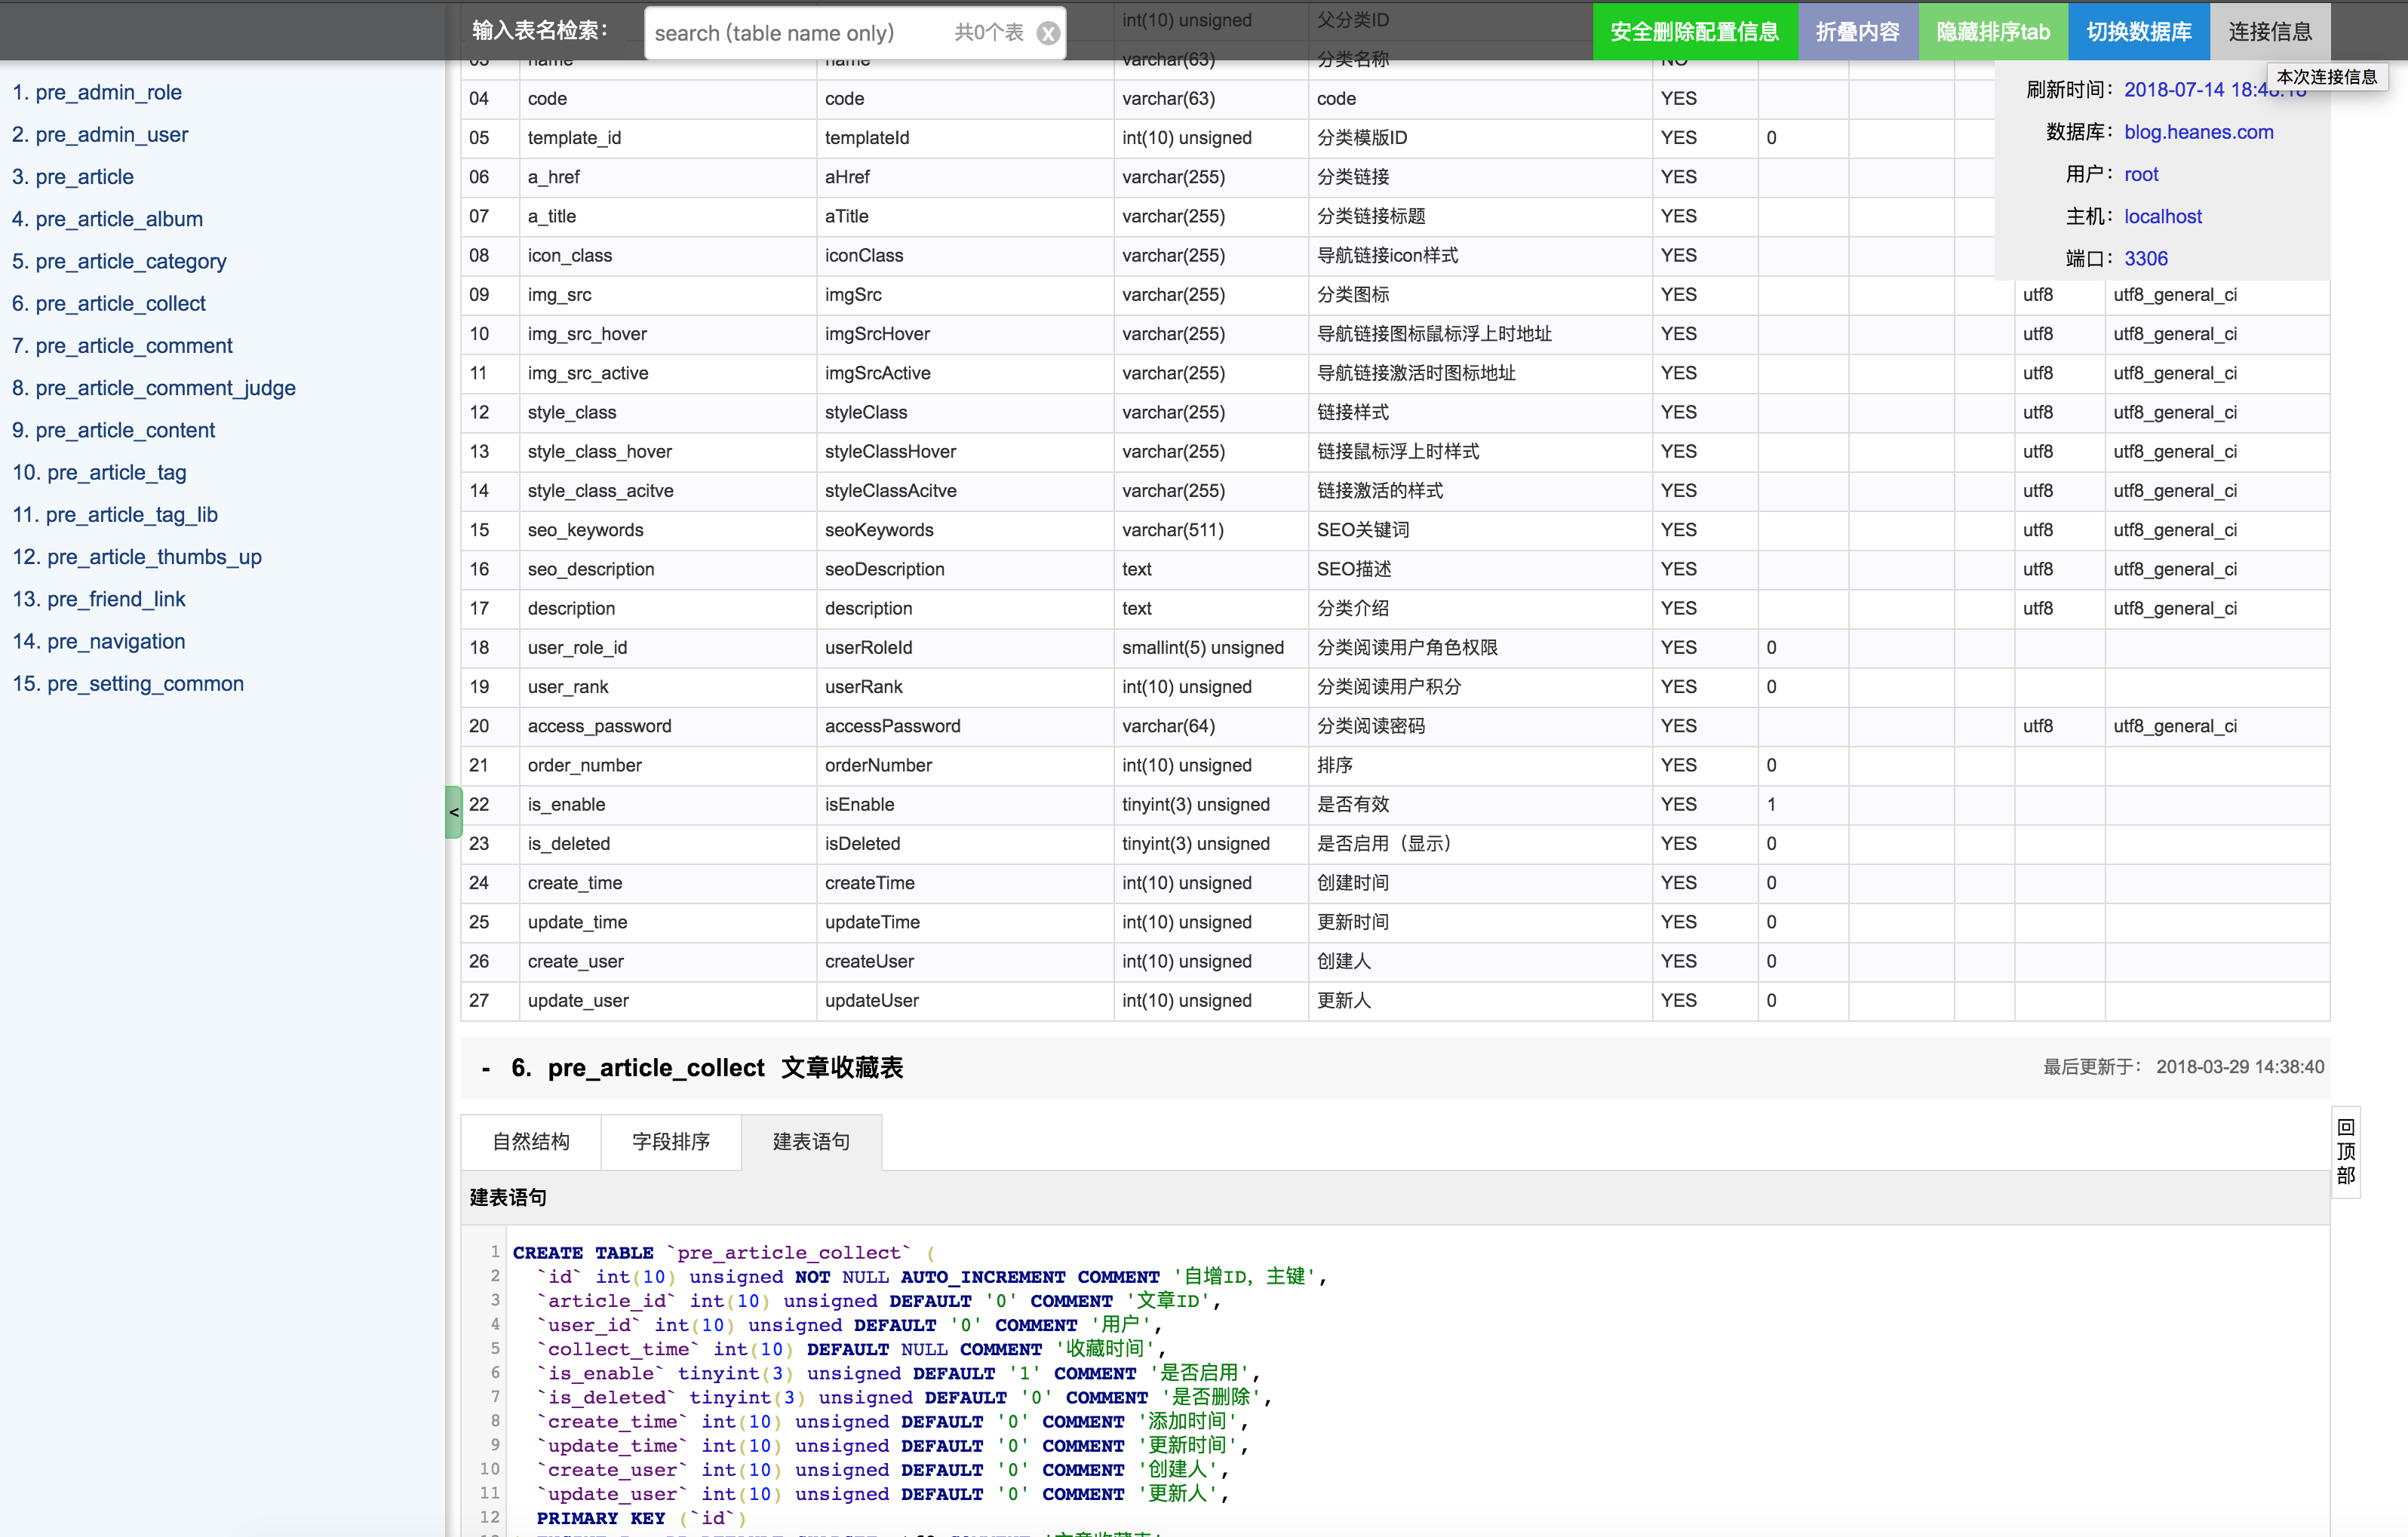 输入表名检索： search (table name only) 共0个表 X 安全删除配置信息 折叠内容 隐藏排序tab 切换数据库 连接信息
int(10) unsigned 父分类ID
本次连接信息
刷新时间： 2018-07-14 18:48:18
数据库： blog.heanes.com
用户： root
主机： localhost
端口： 3306
1. pre_admin_role
2. pre_admin_user
3. pre_article
4. pre_article_album
5. pre_article_category
6. pre_article_collect
7. pre_article_comment
8. pre_article_comment_judge
9. pre_article_content
10. pre_article_tag
11. pre_article_tag_lib
12. pre_article_thumbs_up
13. pre_friend_link
14. pre_navigation
15. pre_setting_common
03 name name varchar(63) 分类名称 NO
04 code code varchar(63) code YES
05 template_id templateId int(10) unsigned 分类模版ID YES 0
06 a_href aHref varchar(255) 分类链接 YES
07 a_title aTitle varchar(255) 分类链接标题 YES
08 icon_class iconClass varchar(255) 导航链接icon样式 YES
09 img_src imgSrc varchar(255) 分类图标 YES utf8 utf8_general_ci
10 img_src_hover imgSrcHover varchar(255) 导航链接图标鼠标浮上时地址 YES utf8 utf8_general_ci
11 img_src_active imgSrcActive varchar(255) 导航链接激活时图标地址 YES utf8 utf8_general_ci
12 style_class styleClass varchar(255) 链接样式 YES utf8 utf8_general_ci
13 style_class_hover styleClassHover varchar(255) 链接鼠标浮上时样式 YES utf8 utf8_general_ci
14 style_class_acitve styleClassAcitve varchar(255) 链接激活的样式 YES utf8 utf8_general_ci
15 seo_keywords seoKeywords varchar(511) SEO关键词 YES utf8 utf8_general_ci
16 seo_description seoDescription text SEO描述 YES utf8 utf8_general_ci
17 description description text 分类介绍 YES utf8 utf8_general_ci
18 user_role_id userRoleId smallint(5) unsigned 分类阅读用户角色权限 YES 0
19 user_rank userRank int(10) unsigned 分类阅读用户积分 YES 0
20 access_password accessPassword varchar(64) 分类阅读密码 YES utf8 utf8_general_ci
21 order_number orderNumber int(10) unsigned 排序 YES 0
22 is_enable isEnable tinyint(3) unsigned 是否有效 YES 1
23 is_deleted isDeleted tinyint(3) unsigned 是否启用（显示） YES 0
24 create_time createTime int(10) unsigned 创建时间 YES 0
25 update_time updateTime int(10) unsigned 更新时间 YES 0
26 create_user createUser int(10) unsigned 创建人 YES 0
27 update_user updateUser int(10) unsigned 更新人 YES 0
<
- 6. pre_article_collect 文章收藏表 最后更新于： 2018-03-29 14:38:40
自然结构 字段排序 建表语句
回顶部
建表语句
1 CREATE TABLE `pre_article_collect` (
2 `id` int(10) unsigned NOT NULL AUTO_INCREMENT COMMENT '自增ID，主键',
3 `article_id` int(10) unsigned DEFAULT '0' COMMENT '文章ID',
4 `user_id` int(10) unsigned DEFAULT '0' COMMENT '用户',
5 `collect_time` int(10) DEFAULT NULL COMMENT '收藏时间',
6 `is_enable` tinyint(3) unsigned DEFAULT '1' COMMENT '是否启用',
7 `is_deleted` tinyint(3) unsigned DEFAULT '0' COMMENT '是否删除',
8 `create_time` int(10) unsigned DEFAULT '0' COMMENT '添加时间',
9 `update_time` int(10) unsigned DEFAULT '0' COMMENT '更新时间',
10 `create_user` int(10) unsigned DEFAULT '0' COMMENT '创建人',
11 `update_user` int(10) unsigned DEFAULT '0' COMMENT '更新人',
12 PRIMARY KEY (`id`)